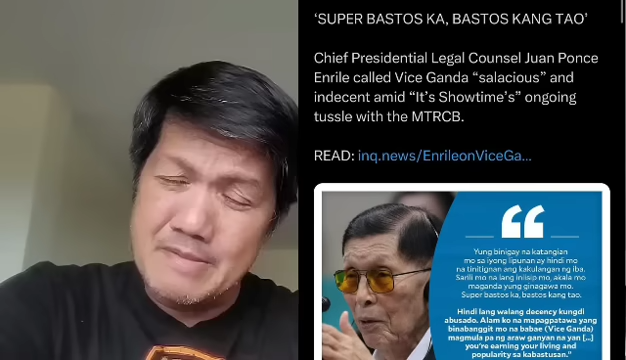 ‘SUPER BASTOS KA, BASTOS KANG TAO’
Chief Presidential Legal Counsel Juan Ponce
Enrile called Vice Ganda “salacious” and
indecent amid “It’s Showtime’s” ongoing
tussle with the MTRCB.
READ: inq.news/EnrileonViceGa...
“
Yung binigay na katangian
mo sa iyong lipunan ay hindi mo
na tinitignan ang kakulangan ng iba.
Sarili mo na lang iniisip mo, akala mo
maganda yung ginagawa mo.
Super bastos ka, bastos kang tao.
Hindi lang walang decency kungdi
abusado. Alam ko na mapagpatawa yang
binabanggit mo na babae (Vice Ganda)
magmula pa ng araw ganyan na yan [...]
you’re earning your living and
popularity sa kabastusan.”